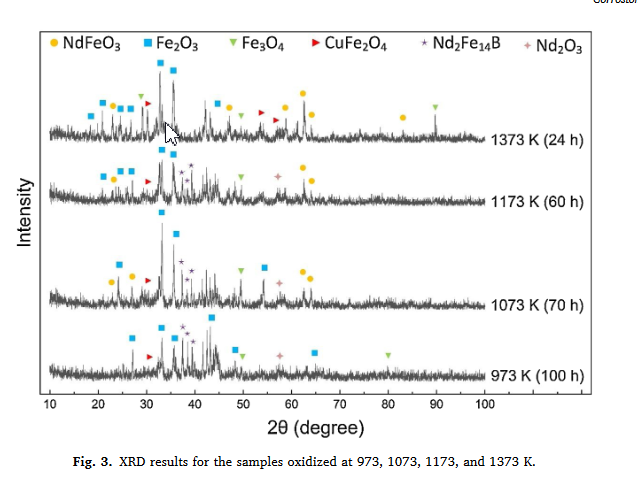 NdFeO₃ Fe₂O₃ Fe₃O₄ CuFe₂O₄ Nd₂Fe₁₄B Nd₂O₃
1373 K (24 h)
1173 K (60 h)
1073 K (70 h)
973 K (100 h)
Intensity
10 20 30 40 50 60 70 80 90 100
2θ (degree)
Fig. 3. XRD results for the samples oxidized at 973, 1073, 1173, and 1373 K.